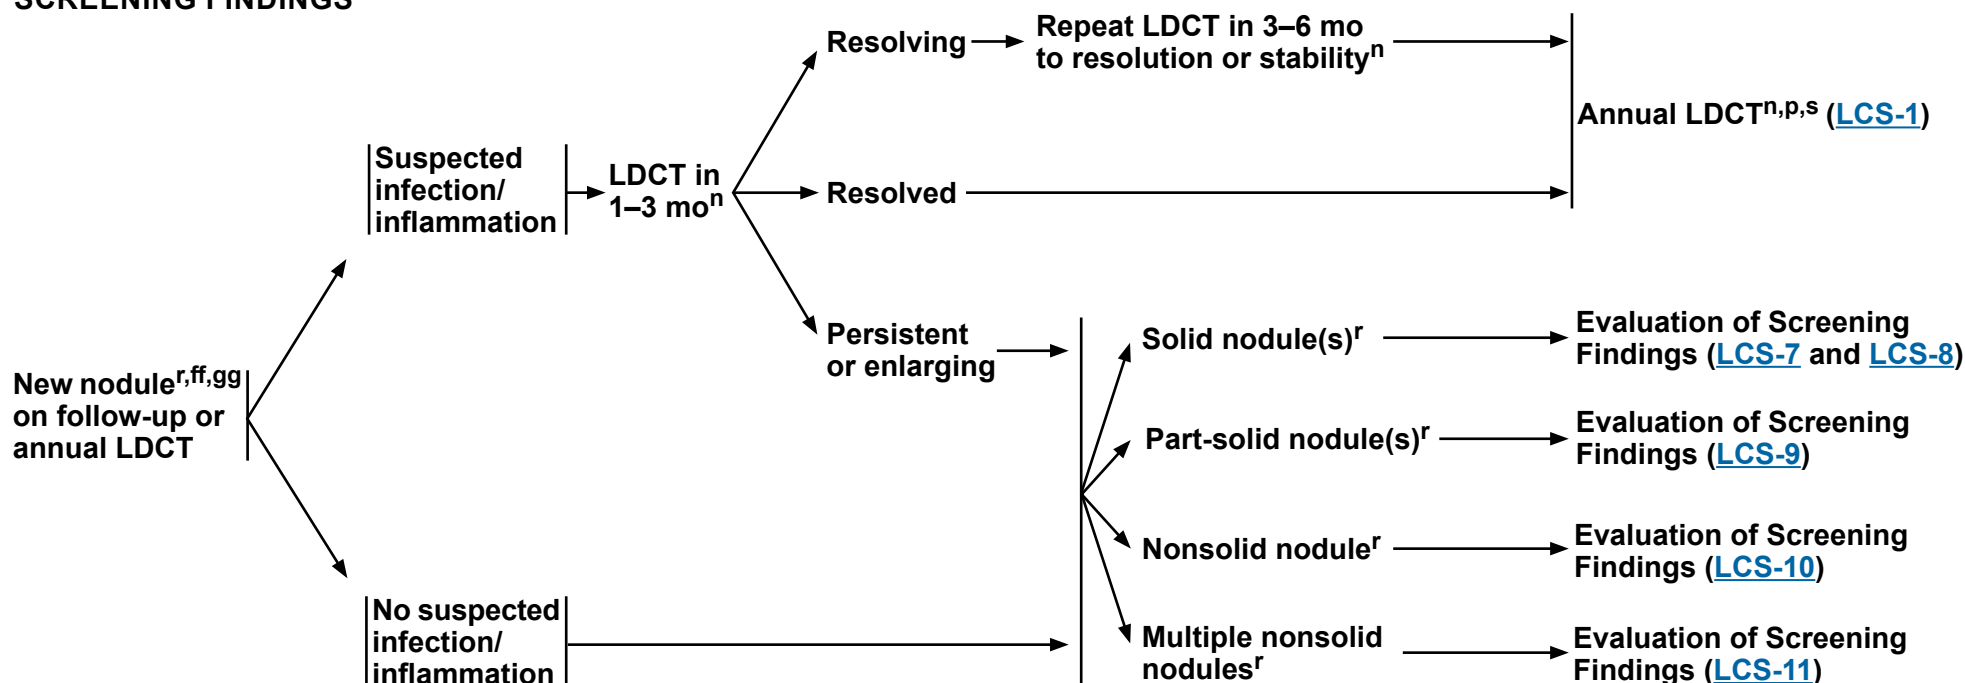 SCREENING FINDINGS
Resolving
Repeat LDCT in 3–6 mo
to resolution or stabilityⁿ
Annual LDCTn,p,s (LCS-1)
Suspected
infection/
inflammation
LDCT in
1–3 moⁿ
Resolved
Persistent
or enlarging
New noduler,ff,gg
on follow-up or
annual LDCT
Solid nodule(s)r
Evaluation of Screening
Findings (LCS-7 and LCS-8)
Part-solid nodule(s)r
Evaluation of Screening
Findings (LCS-9)
Nonsolid noduler
Evaluation of Screening
Findings (LCS-10)
No suspected
infection/
inflammation
Multiple nonsolid
nodulesr
Evaluation of Screening
Findings (LCS-11)